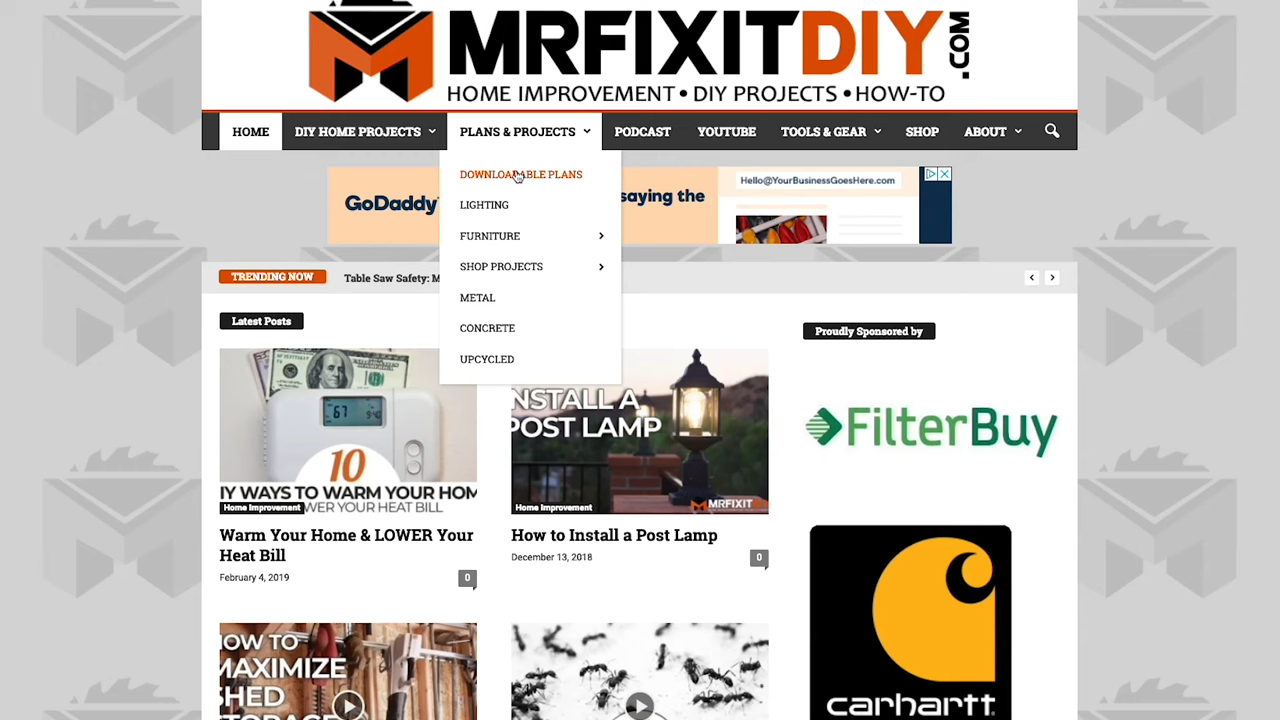 MRFIXITDIY
.COM
HOME IMPROVEMENT • DIY PROJECTS • HOW-TO
HOME
DIY HOME PROJECTS
PLANS & PROJECTS
PODCAST
YOUTUBE
TOOLS & GEAR
SHOP
ABOUT
DOWNLOADABLE PLANS
LIGHTING
FURNITURE
SHOP PROJECTS
METAL
CONCRETE
UPCYCLED
GoDaddy
saying the
Hello@YourBusinessGoesHere.com
TRENDING NOW
Table Saw Safety: M
Latest Posts
Proudly Sponsored by
67
10
IY WAYS TO WARM YOUR HOM
WER YOUR HEAT BILL
Home Improvement
Warm Your Home & LOWER Your
Heat Bill
February 4, 2019
0
NSTALL A
POST LAMP
MRFIXIT
Home Improvement
How to Install a Post Lamp
December 13, 2018
0
FilterBuy
carhartt
HOW TO
MAXIMIZE
SHED